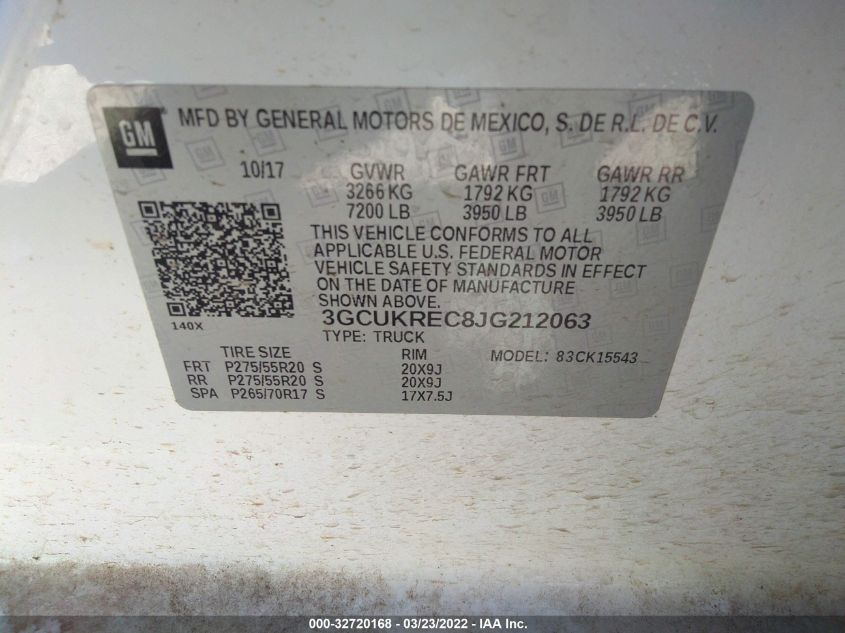 GM
MFD BY GENERAL MOTORS DE MEXICO, S. DE R.L. DE C.V.
10/17 GVWR GAWR FRT GAWR RR
3266 KG 1792 KG 1792 KG
7200 LB 3950 LB 3950 LB
THIS VEHICLE CONFORMS TO ALL
APPLICABLE U.S. FEDERAL MOTOR
VEHICLE SAFETY STANDARDS IN EFFECT
ON THE DATE OF MANUFACTURE
SHOWN ABOVE.
140X
3GCUKREC8JG212063
TYPE: TRUCK
TIRE SIZE RIM MODEL: 83CK15543
FRT P275/55R20 S 20X9J
RR P275/55R20 S 20X9J
SPA P265/70R17 S 17X7.5J
000-32720168 — 03/23/2022 — IAA Inc.